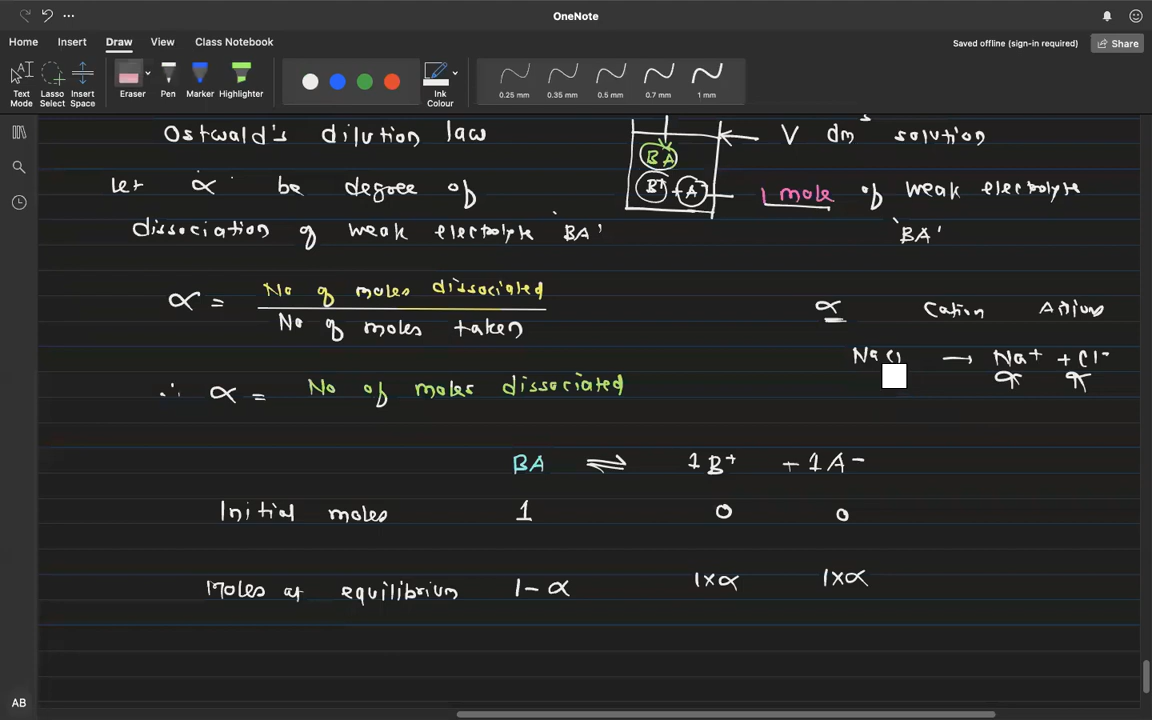 OneNote
Home Insert Draw View Class Notebook
Saved offline (sign-in required) Share
Text Mode Lasso Select Insert Space Eraser Pen Marker Highlighter 0.25 mm 0.35 mm 0.5 mm 0.7 mm 1 mm Ink Colour
Ostwald's dilution law
V dm³ solution
BA
B⁺ + A⁻
1 mole of weak electrolyte
'BA'
Let α be degree of
dissociation of weak electrolyte 'BA'
α = No of moles dissociated
No of moles taken
α Cation Anions
NaCl → Na⁺ + Cl⁻
α α
∴ α = No of moles dissociated
BA ⇌ 1B⁺ + 1A⁻
Initial moles 1 0 0
Moles at equilibrium 1-α 1×α 1×α
AB